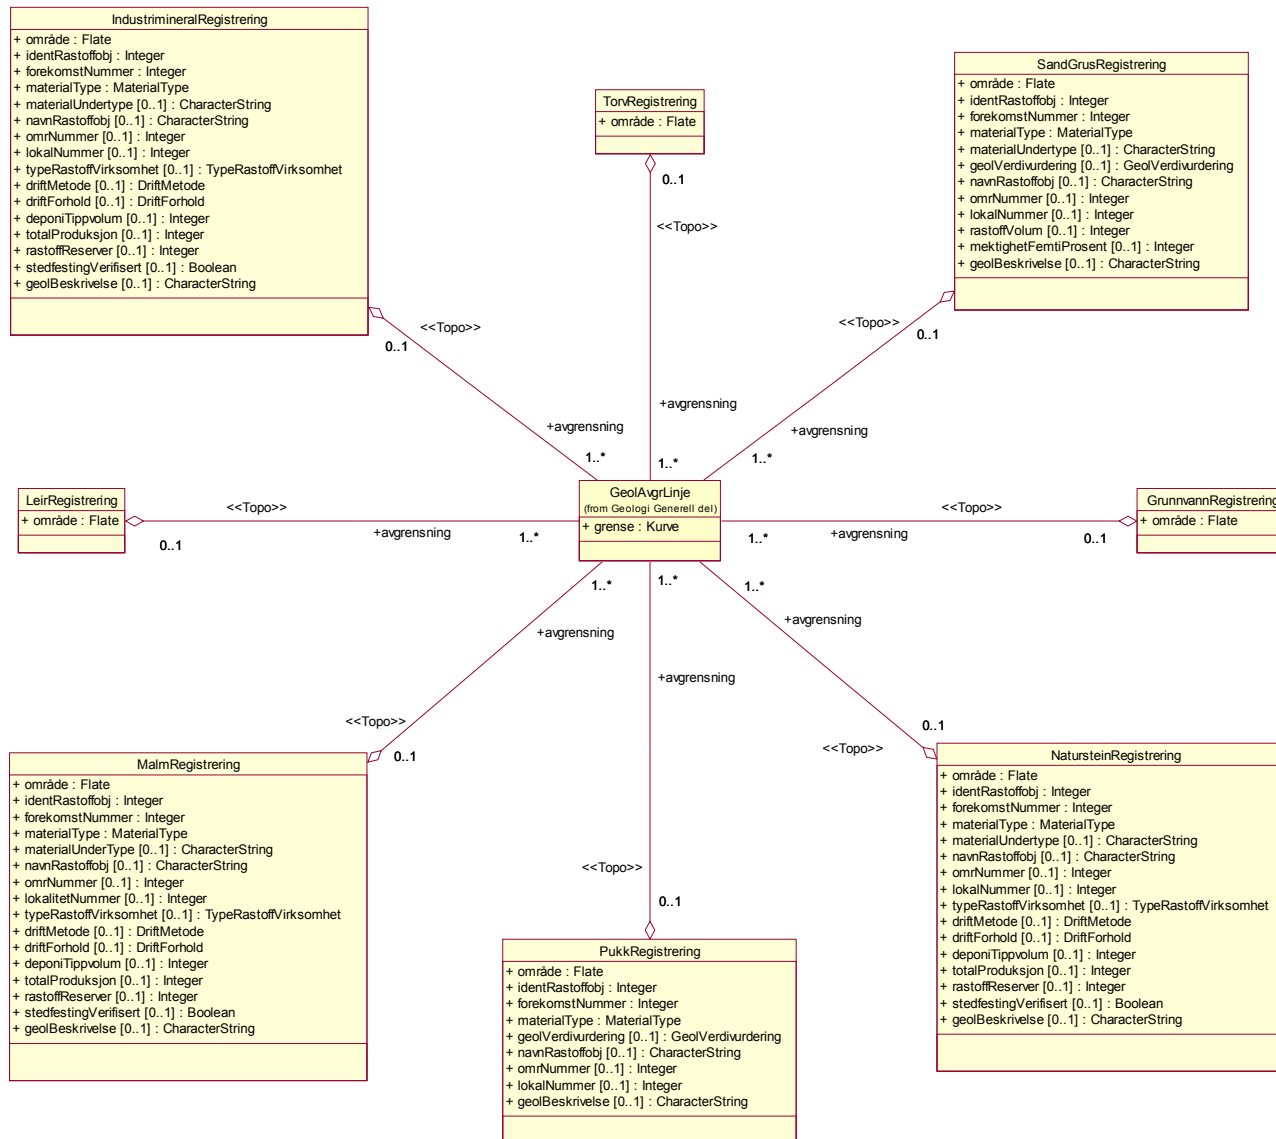 IndustrimineralRegistrering
+ område : Flate
+ identRastoffobj : Integer
+ forekomstNummer : Integer
+ materialType : MaterialType
+ materialUndertype [0..1] : CharacterString
+ navnRastoffobj [0..1] : CharacterString
+ omrNummer [0..1] : Integer
+ lokalNummer [0..1] : Integer
+ typeRastoffVirksomhet [0..1] : TypeRastoffVirksomhet
+ driftMetode [0..1] : DriftMetode
+ driftForhold [0..1] : DriftForhold
+ deponiTippvolum [0..1] : Integer
+ totalProduksjon [0..1] : Integer
+ rastoffReserver [0..1] : Integer
+ stedfestingVerifisert [0..1] : Boolean
+ geolBeskrivelse [0..1] : CharacterString
TorvRegistrering
+ område : Flate
SandGrusRegistrering
+ område : Flate
+ identRastoffobj : Integer
+ forekomstNummer : Integer
+ materialType : MaterialType
+ materialUndertype [0..1] : CharacterString
+ geolVerdivurdering [0..1] : GeolVerdivurdering
+ navnRastoffobj [0..1] : CharacterString
+ omrNummer [0..1] : Integer
+ lokalNummer [0..1] : Integer
+ rastoffVolum [0..1] : Integer
+ mektighetFemtiProsent [0..1] : Integer
+ geolBeskrivelse [0..1] : CharacterString
0..1
<<Topo>>
<<Topo>>
0..1
<<Topo>>
0..1
+avgrensning
+avgrensning
+avgrensning
1..*
1..*
1..*
LeirRegistrering
+ område : Flate
0..1
<<Topo>>
+avgrensning
1..*
GeolAvgrLinje
(from Geologi Generell del)
+ grense : Kurve
<<Topo>>
1..*
+avgrensning
0..1
GrunnvannRegistrering
+ område : Flate
1..*
1..*
1..*
+avgrensning
+avgrensning
+avgrensning
<<Topo>>
0..1
<<Topo>>
0..1
0..1
<<Topo>>
MalmRegistrering
+ område : Flate
+ identRastoffobj : Integer
+ forekomstNummer : Integer
+ materialType : MaterialType
+ materialUnderType [0..1] : CharacterString
+ navnRastoffobj [0..1] : CharacterString
+ omrNummer [0..1] : Integer
+ lokalitetNummer [0..1] : Integer
+ typeRastoffVirksomhet [0..1] : TypeRastoffVirksomhet
+ driftMetode [0..1] : DriftMetode
+ driftForhold [0..1] : DriftForhold
+ deponiTippvolum [0..1] : Integer
+ totalProduksjon [0..1] : Integer
+ rastoffReserver [0..1] : Integer
+ stedfestingVerifisert [0..1] : Boolean
+ geolBeskrivelse [0..1] : CharacterString
PukkRegistrering
+ område : Flate
+ identRastoffobj : Integer
+ forekomstNummer : Integer
+ materialType : MaterialType
+ geolVerdivurdering [0..1] : GeolVerdivurdering
+ navnRastoffobj [0..1] : CharacterString
+ omrNummer [0..1] : Integer
+ lokalNummer [0..1] : Integer
+ geolBeskrivelse [0..1] : CharacterString
NatursteinRegistrering
+ område : Flate
+ identRastoffobj : Integer
+ forekomstNummer : Integer
+ materialType : MaterialType
+ materialUndertype [0..1] : CharacterString
+ navnRastoffobj [0..1] : CharacterString
+ omrNummer [0..1] : Integer
+ lokalNummer [0..1] : Integer
+ typeRastoffVirksomhet [0..1] : TypeRastoffVirksomhet
+ driftMetode [0..1] : DriftMetode
+ driftForhold [0..1] : DriftForhold
+ deponiTippvolum [0..1] : Integer
+ totalProduksjon [0..1] : Integer
+ rastoffReserver [0..1] : Integer
+ stedfestingVerifisert [0..1] : Boolean
+ geolBeskrivelse [0..1] : CharacterString